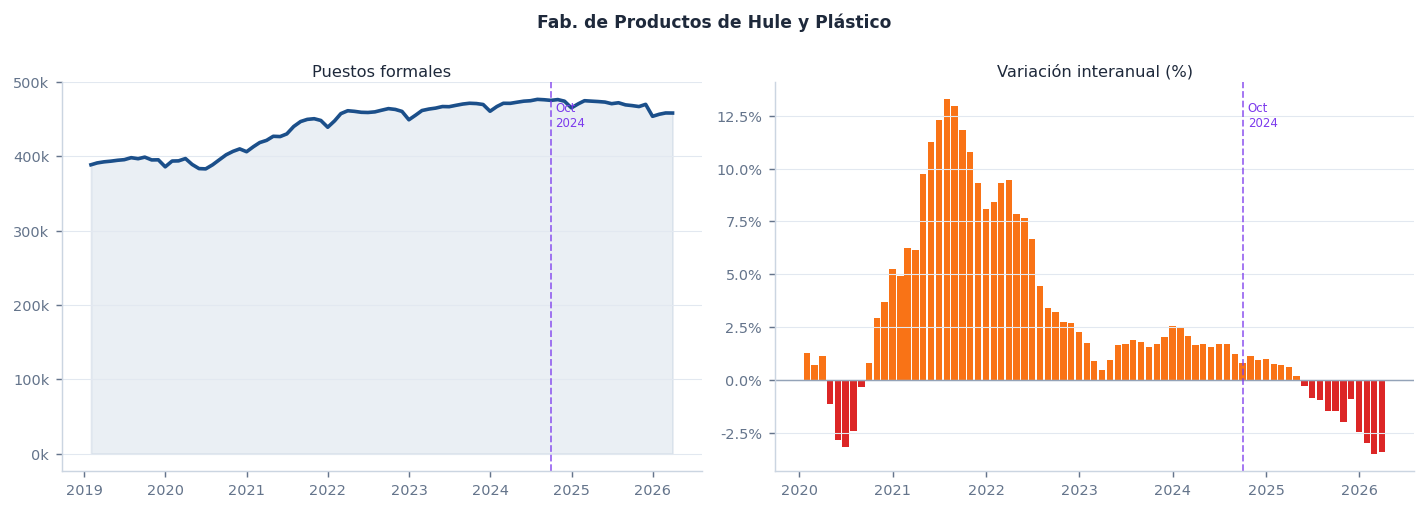 Fab. de Productos de Hule y Plástico
Puestos formales
500k
400k
300k
200k
100k
0k
2019 2020 2021 2022 2023 2024 2025 2026
Oct
2024
Variación interanual (%)
12.5%
10.0%
7.5%
5.0%
2.5%
0.0%
-2.5%
2020 2021 2022 2023 2024 2025 2026
Oct
2024